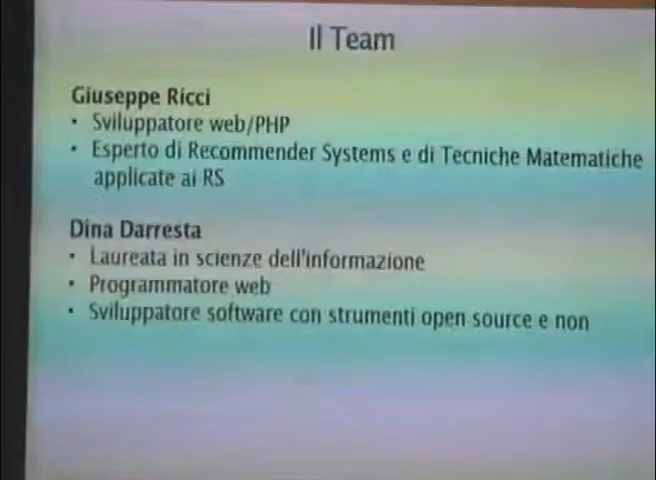 Il Team
Giuseppe Ricci
• Sviluppatore web/PHP
• Esperto di Recommender Systems e di Tecniche Matematiche
applicate ai RS
Dina Darresta
• Laureata in scienze dell'informazione
• Programmatore web
• Sviluppatore software con strumenti open source e non